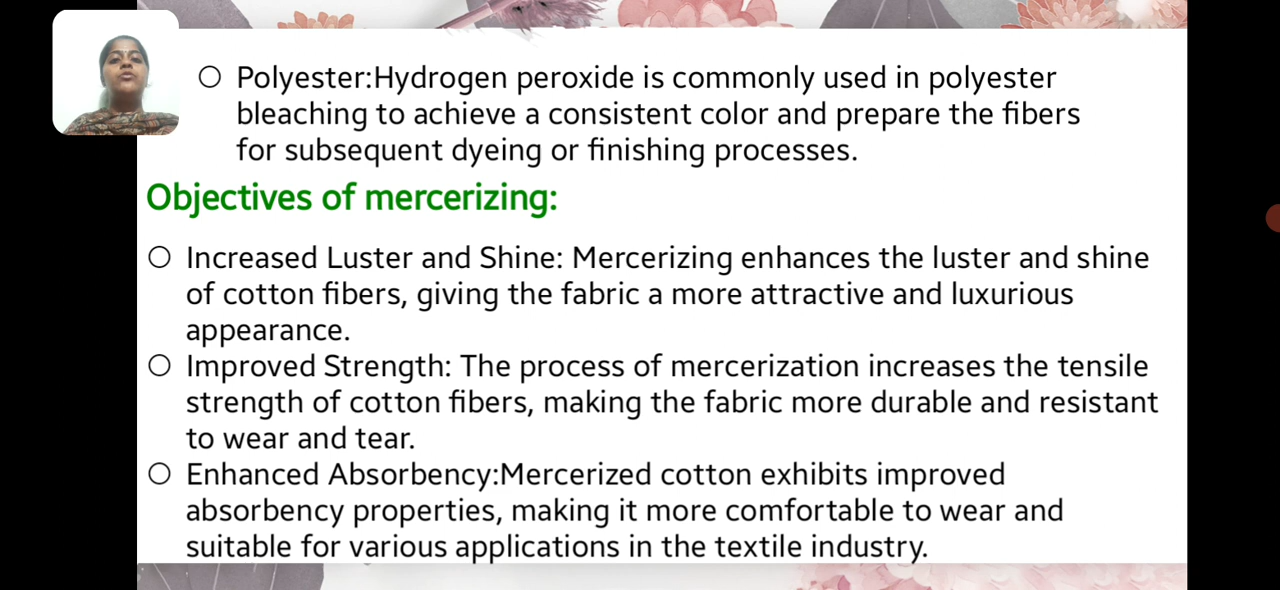 Polyester:Hydrogen peroxide is commonly used in polyester
bleaching to achieve a consistent color and prepare the fibers
for subsequent dyeing or finishing processes.
Objectives of mercerizing:
Increased Luster and Shine: Mercerizing enhances the luster and shine
of cotton fibers, giving the fabric a more attractive and luxurious
appearance.
Improved Strength: The process of mercerization increases the tensile
strength of cotton fibers, making the fabric more durable and resistant
to wear and tear.
Enhanced Absorbency:Mercerized cotton exhibits improved
absorbency properties, making it more comfortable to wear and
suitable for various applications in the textile industry.